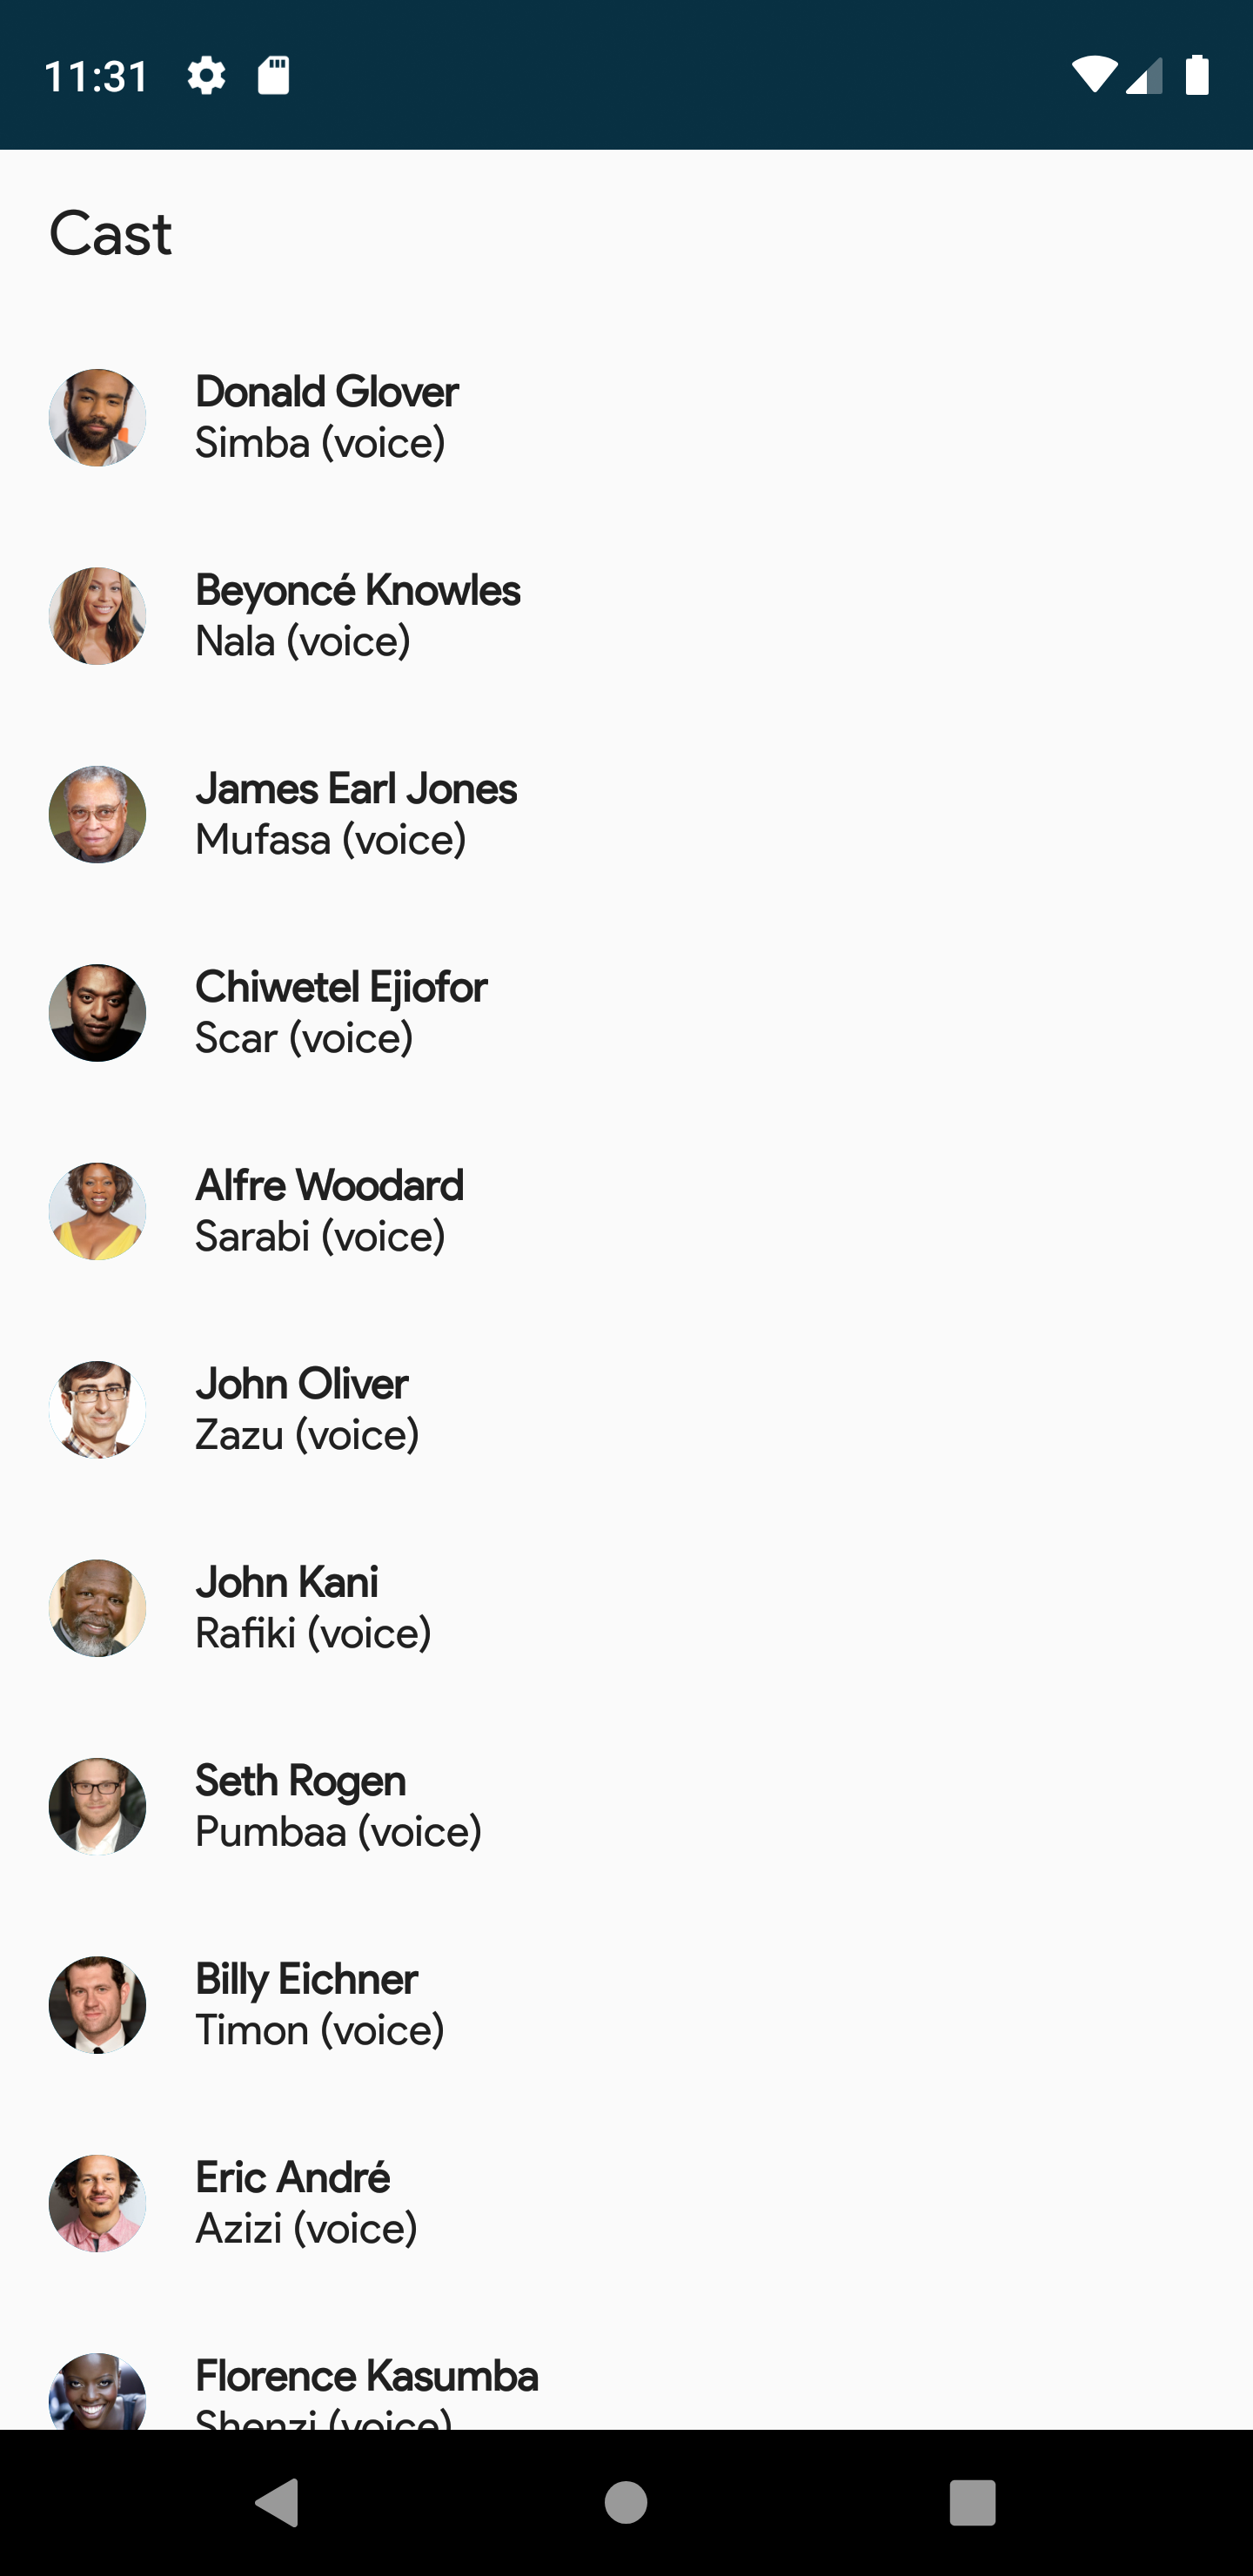 11:31
Cast
Donald Glover
Simba (voice)
Beyoncé Knowles
Nala (voice)
James Earl Jones
Mufasa (voice)
Chiwetel Ejiofor
Scar (voice)
Alfre Woodard
Sarabi (voice)
John Oliver
Zazu (voice)
John Kani
Rafiki (voice)
Seth Rogen
Pumbaa (voice)
Billy Eichner
Timon (voice)
Eric André
Azizi (voice)
Florence Kasumba
Shenzi (voice)